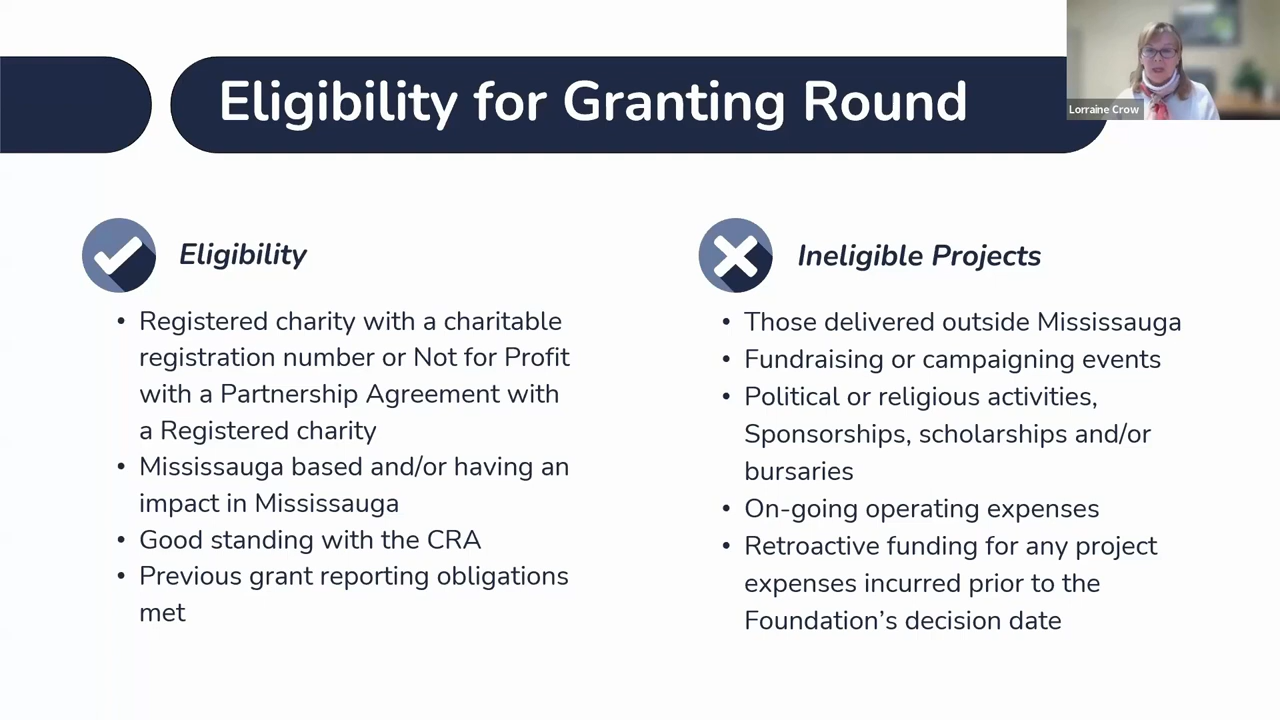 Eligibility for Granting Round
Lorraine Crow
Eligibility
• Registered charity with a charitable
registration number or Not for Profit
with a Partnership Agreement with
a Registered charity
• Mississauga based and/or having an
impact in Mississauga
• Good standing with the CRA
• Previous grant reporting obligations
met
Ineligible Projects
• Those delivered outside Mississauga
• Fundraising or campaigning events
• Political or religious activities,
Sponsorships, scholarships and/or
bursaries
• On-going operating expenses
• Retroactive funding for any project
expenses incurred prior to the
Foundation’s decision date